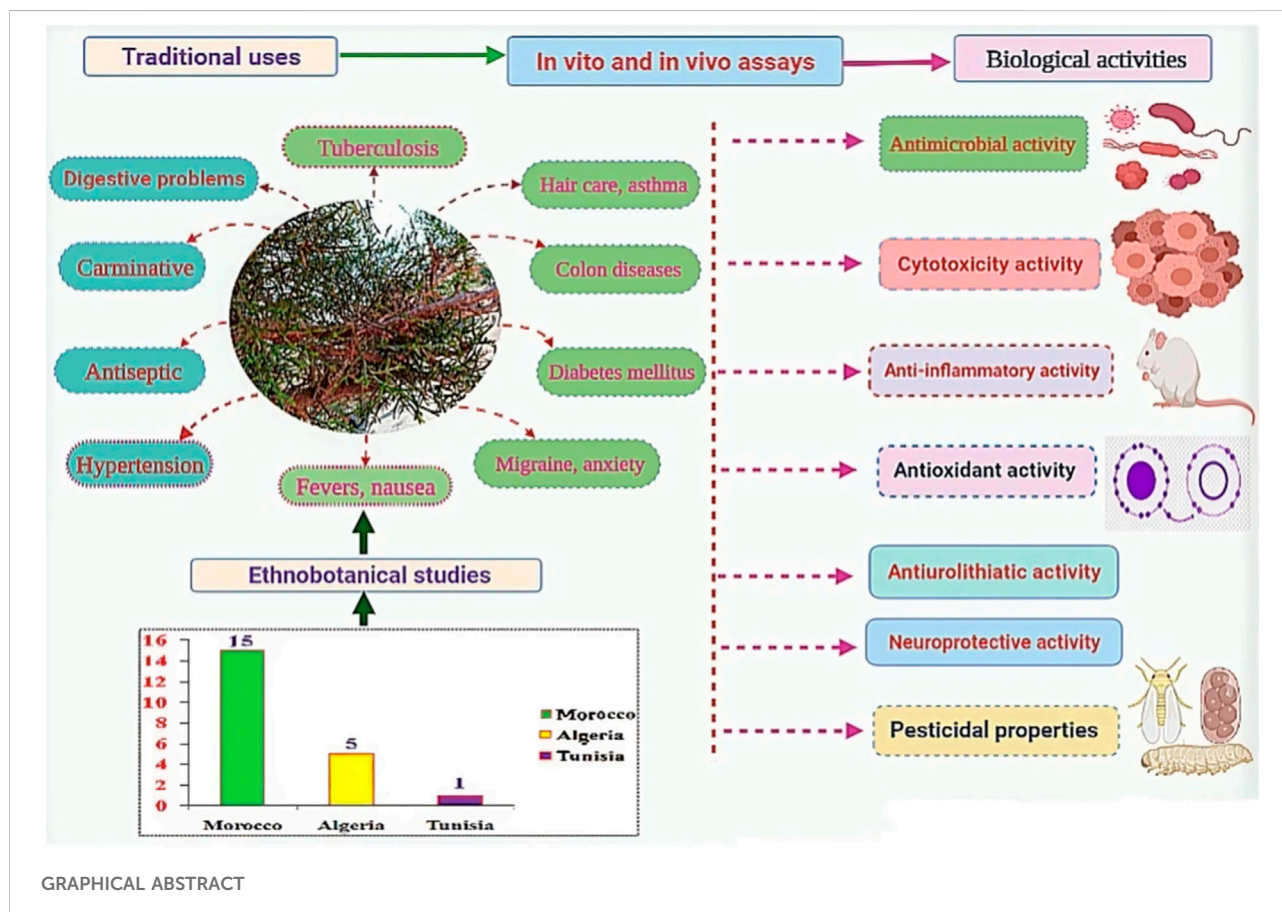 Traditional uses
In vito and in vivo assays
Biological activities
Tuberculosis
Digestive problems
Hair care, asthma
Carminative
Colon diseases
Antiseptic
Diabetes mellitus
Hypertension
Migraine, anxiety
Fevers, nausea
Ethnobotanical studies
16
14
12
10
8
6
4
2
0
15
5
1
Morocco
Algeria
Tunisia
Morocco
Algeria
Tunisia
Antimicrobial activity
Cytotoxicity activity
Anti-inflammatory activity
Antioxidant activity
Antiurolithiatic activity
Neuroprotective activity
Pesticidal properties
GRAPHICAL ABSTRACT